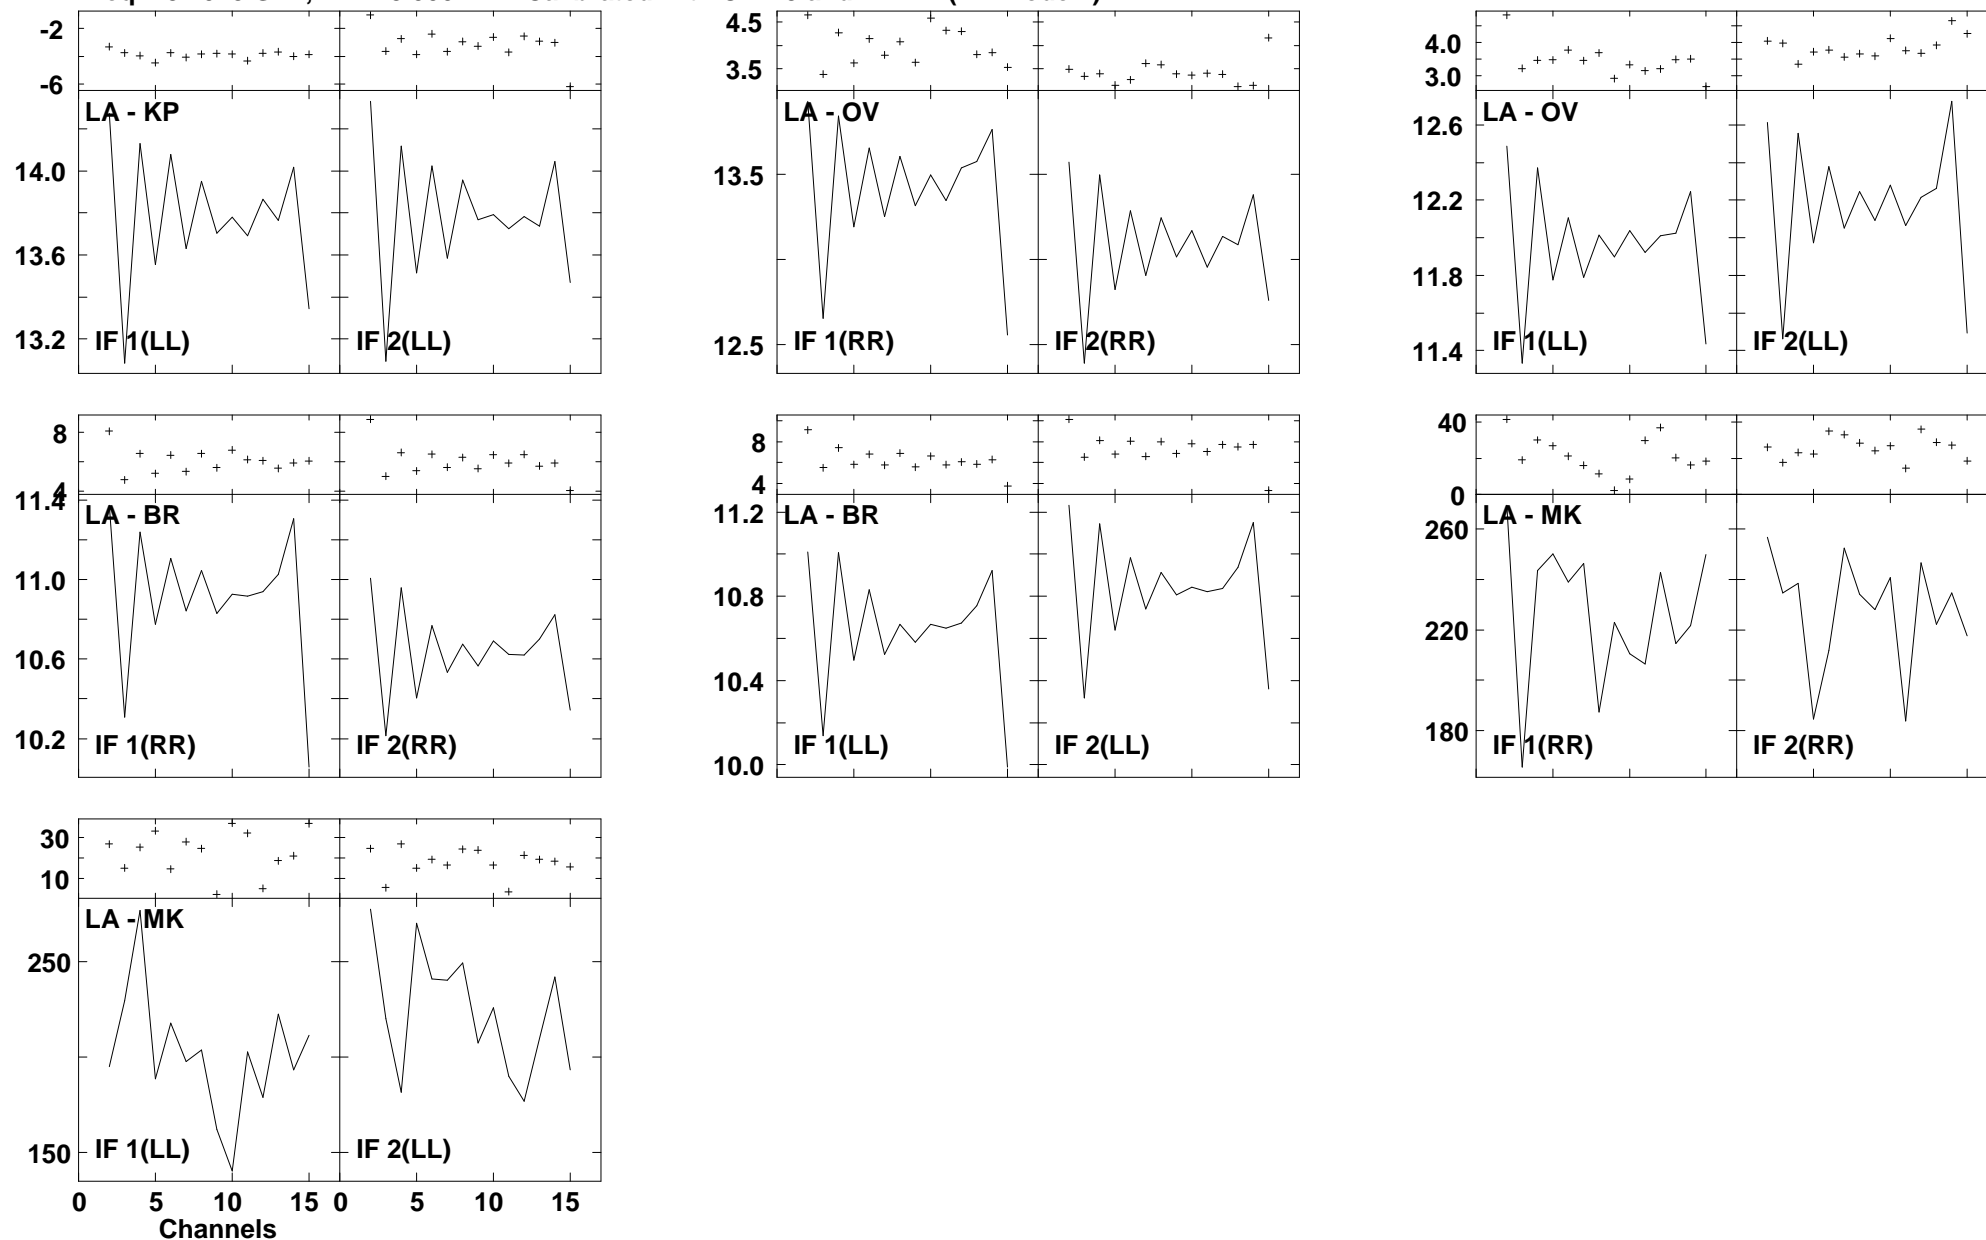 -2
-6
4.5
3.5
4.0
3.0
LA - KP
14.0
13.6
13.2
IF 1(LL)
IF 2(LL)
LA - OV
13.5
12.5
IF 1(RR)
IF 2(RR)
LA - OV
12.6
12.2
11.8
11.4
IF 1(LL)
IF 2(LL)
8
4
8
4
40
0
LA - BR
11.4
11.0
10.6
10.2
IF 1(RR)
IF 2(RR)
LA - BR
11.2
10.8
10.4
10.0
IF 1(LL)
IF 2(LL)
LA - MK
260
220
180
IF 1(RR)
IF 2(RR)
30
10
LA - MK
250
150
IF 1(LL)
IF 2(LL)
0 5 10 15 0 5 10 15
Channels